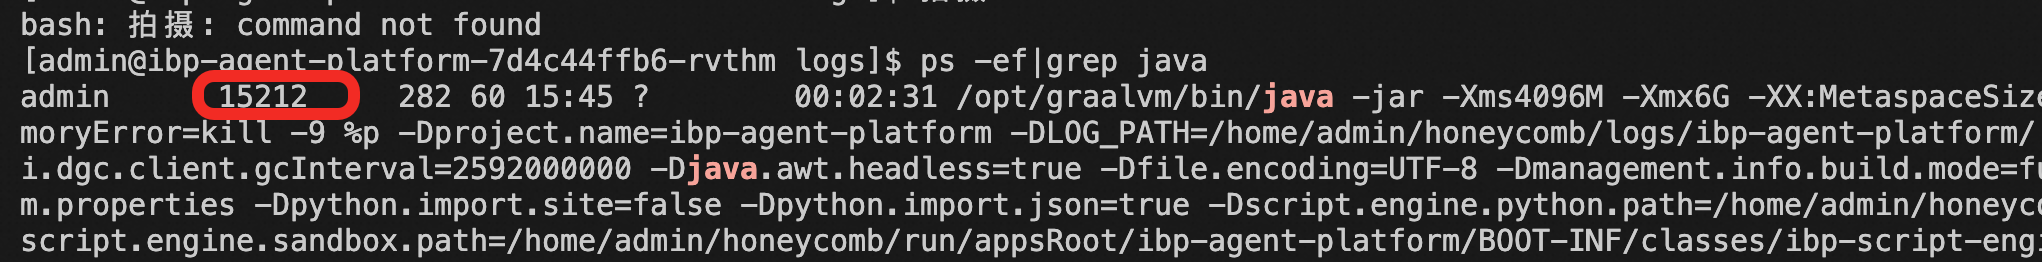 bash: 拍摄: command not found
[admin@ibp-agent-platform-7d4c44ffb6-rvthm logs]$ ps -ef|grep java
admin 15212 282 60 15:45 ? 00:02:31 /opt/graalvm/bin/java -jar -Xms4096M -Xmx6G -XX:MetaspaceSize
moryError=kill -9 %p -Dproject.name=ibp-agent-platform -DLOG_PATH=/home/admin/honeycomb/logs/ibp-agent-platform/
i.dgc.client.gcInterval=2592000000 -Djava.awt.headless=true -Dfile.encoding=UTF-8 -Dmanagement.info.build.mode=fu
m.properties -Dpython.import.site=false -Dpython.import.json=true -Dscript.engine.python.path=/home/admin/honeyco
script.engine.sandbox.path=/home/admin/honeycomb/run/appsRoot/ibp-agent-platform/BOOT-INF/classes/ibp-script-engi